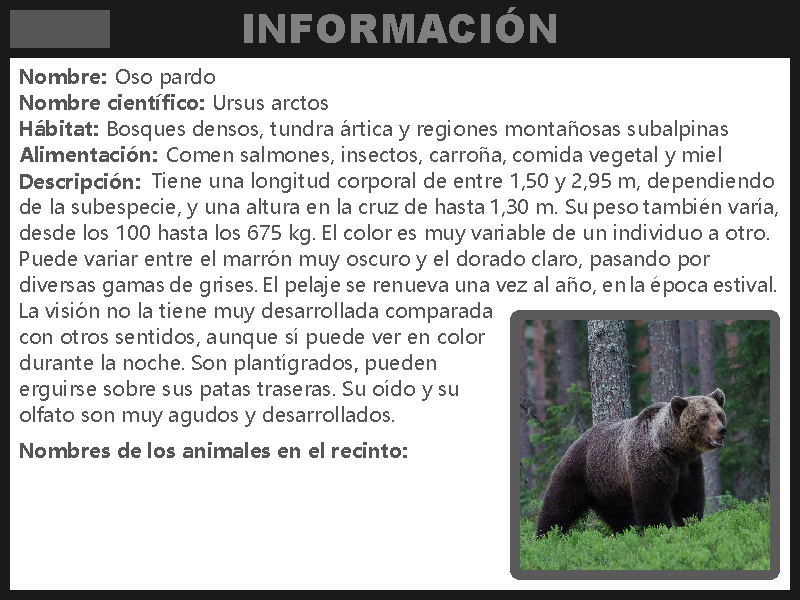 INFORMACIÓN
Nombre: Oso pardo
Nombre científico: Ursus arctos
Hábitat: Bosques densos, tundra ártica y regiones montañosas subalpinas
Alimentación: Comen salmones, insectos, carroña, comida vegetal y miel
Descripción: Tiene una longitud corporal de entre 1,50 y 2,95 m, dependiendo
de la subespecie, y una altura en la cruz de hasta 1,30 m. Su peso también varía,
desde los 100 hasta los 675 kg. El color es muy variable de un individuo a otro.
Puede variar entre el marrón muy oscuro y el dorado claro, pasando por
diversas gamas de grises. El pelaje se renueva una vez al año, en la época estival.
La visión no la tiene muy desarrollada comparada
con otros sentidos, aunque sí puede ver en color
durante la noche. Son plantígrados, pueden
erguirse sobre sus patas traseras. Su oído y su
olfato son muy agudos y desarrollados.
Nombres de los animales en el recinto: